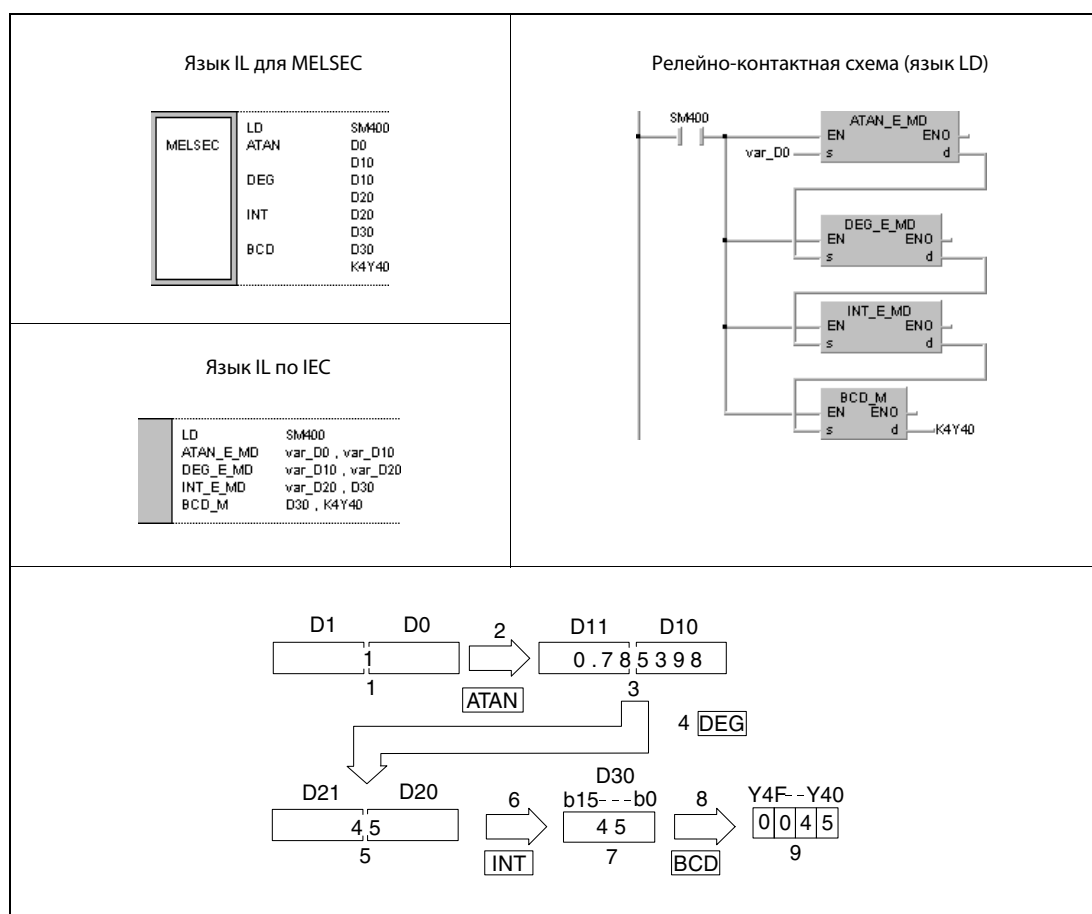 Язык IL для MELSEC
MELSEC
LD SM400
ATAN D0
D10
DEG D10
D20
INT D20
D30
BCD D30
K4Y40
Язык IL по IEC
LD SM400
ATAN_E_MD var_D0 , var_D10
DEG_E_MD var_D10 , var_D20
INT_E_MD var_D20 , D30
BCD_M D30 , K4Y40
Релейно-контактная схема (язык LD)
SM400
ATAN_E_MD
EN ENO
var_D0 s d
DEG_E_MD
EN ENO
s d
INT_E_MD
EN ENO
s d
BCD_M
EN ENO
s d K4Y40
D1 D0 2 D11 D10
1 0.785398
1 ATAN 3
4 DEG
D21 D20 6 D30 8 Y4F- -Y40
b15- - -b0
45 45 0 0 4 5
5 INT 7 BCD 9